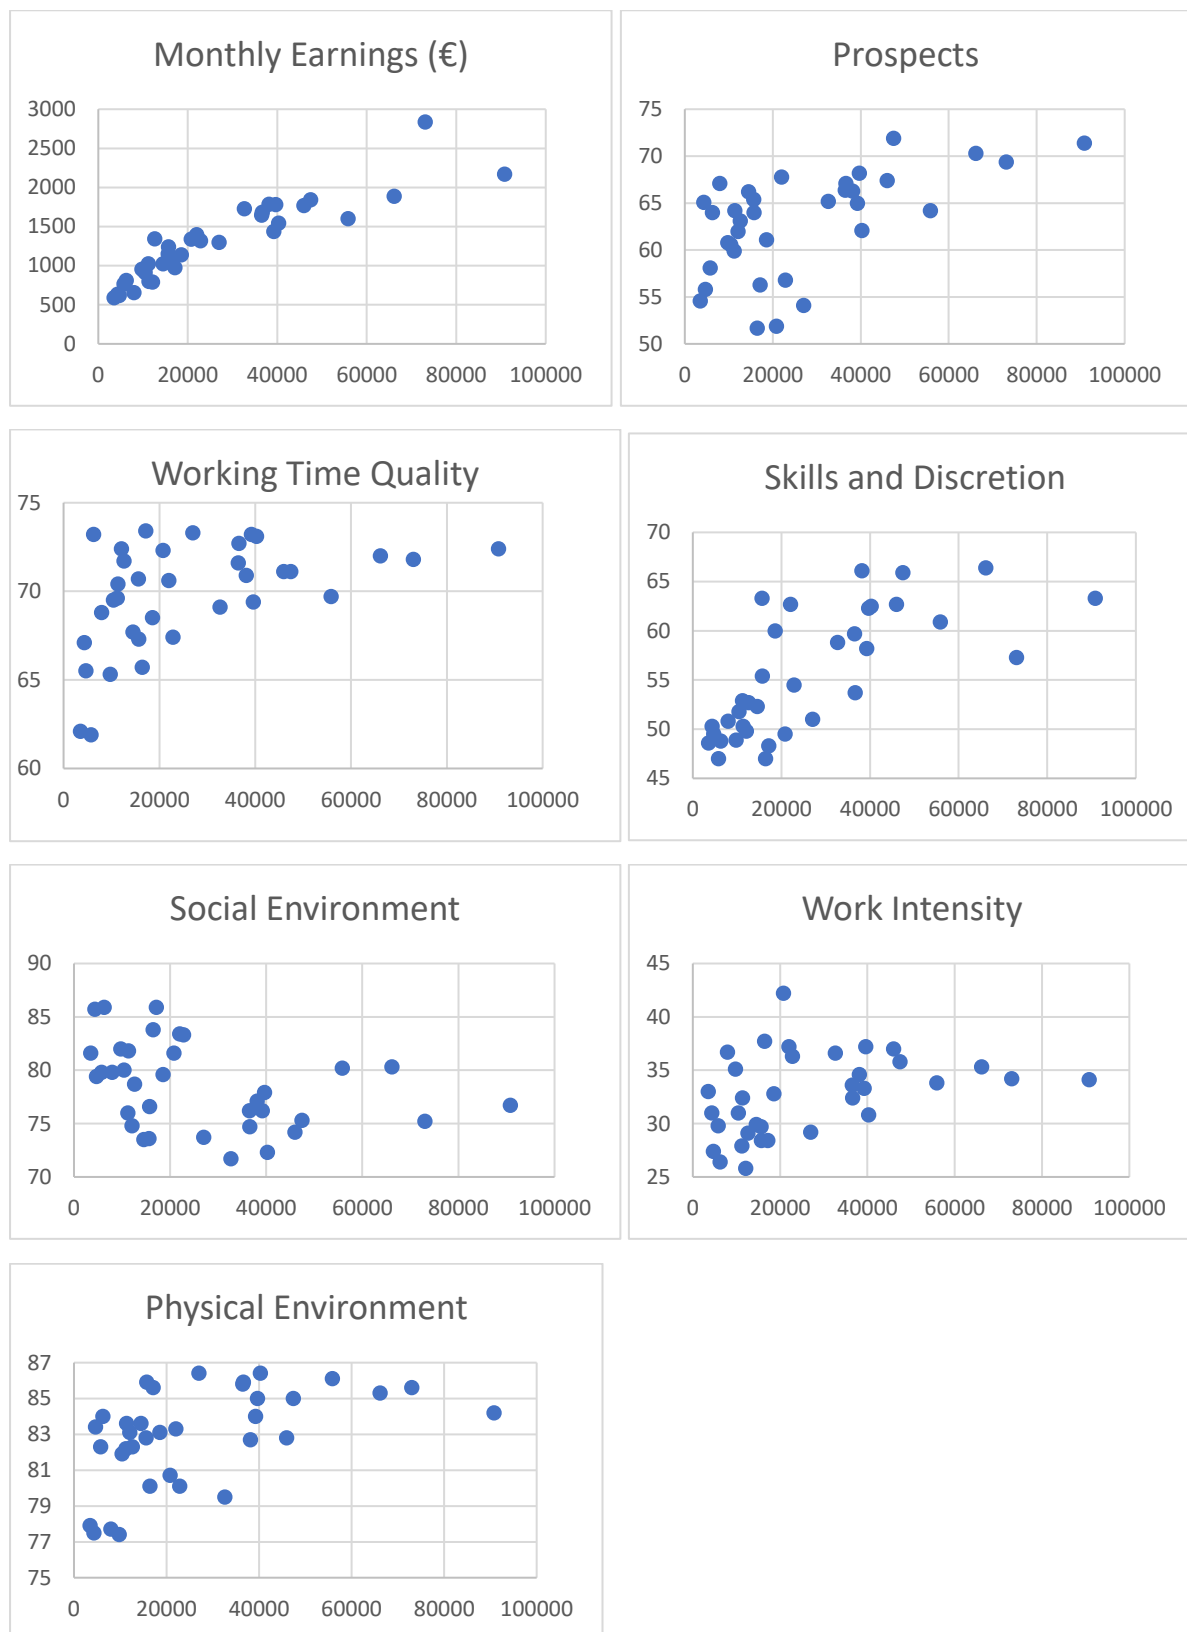 Monthly Earnings (€)
3000
2500
2000
1500
1000
500
0
0 20000 40000 60000 80000 100000
Prospects
75
70
65
60
55
50
0 20000 40000 60000 80000 100000
Working Time Quality
75
70
65
60
0 20000 40000 60000 80000 100000
Skills and Discretion
70
65
60
55
50
45
0 20000 40000 60000 80000 100000
Social Environment
90
85
80
75
70
0 20000 40000 60000 80000 100000
Work Intensity
45
40
35
30
25
0 20000 40000 60000 80000 100000
Physical Environment
87
85
83
81
79
77
75
0 20000 40000 60000 80000 100000